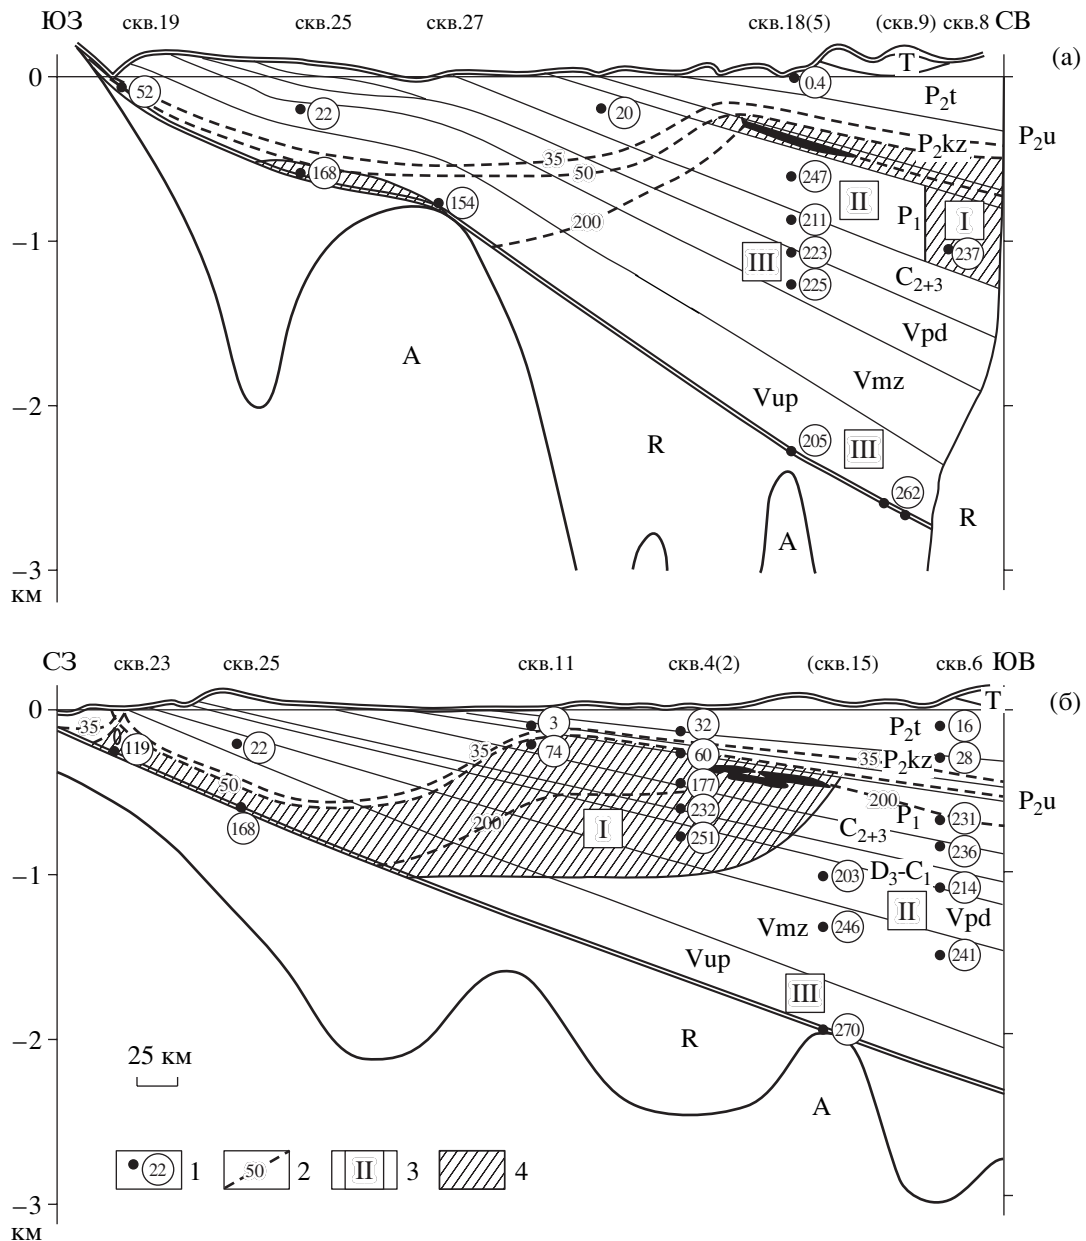 ЮЗ скв.19 скв.25 скв.27 скв.18(5) (скв.9) скв.8 СВ
(а)
Т
0
52 22 20 0.4
P₂t
P₂kz P₂u
35
50
168 154 200
247 II P₁ I
211
III 223 237
225
C₂₊₃
−1
Vpd
А Vmz
Vup
−2
R 205 III
262
А R
−3
км
СЗ скв.23 скв.25 скв.11 скв.4(2) (скв.15) скв.6 ЮВ
(б)
Т
0
35 119 22 3 32 P₂t 16
35 74 60 35 P₂kz 28
50 177 200 P₂u
168 200 I 232 P₁ 231
251 C₂₊₃ 236
−1
203 D₃-C₁ 214
II Vpd
Vmz 246
Vup 241
III
270
−2
R
25 км
А
22 1 50 2 II 3 4
−3
км